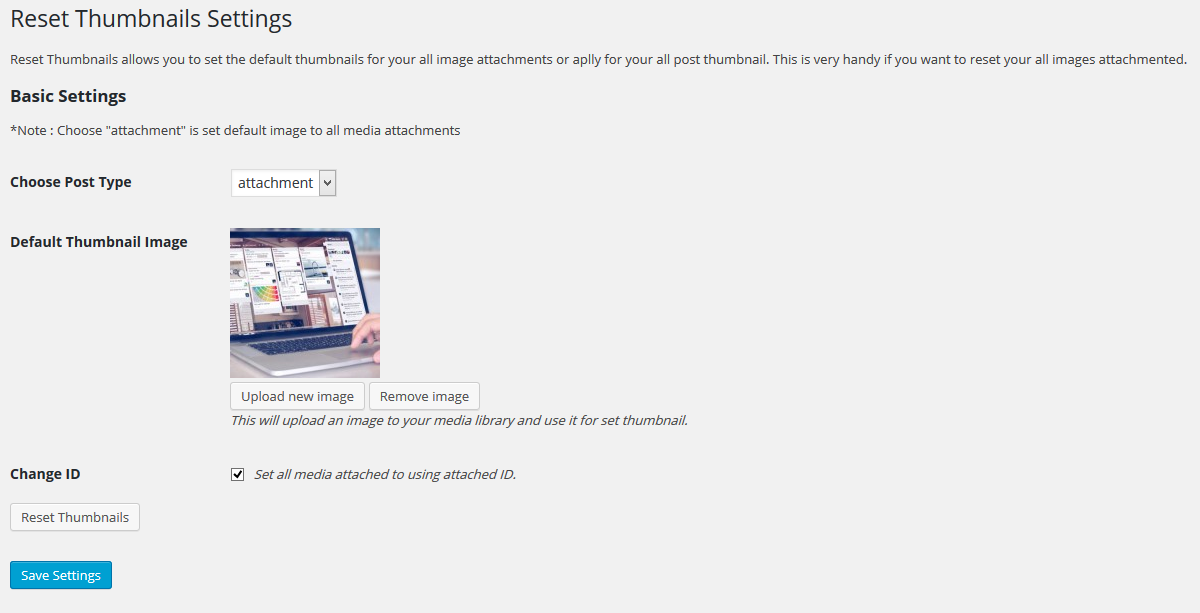 Reset Thumbnails Settings
Reset Thumbnails allows you to set the default thumbnails for your all image attachments or aplly for your all post thumbnail. This is very handy if you want to reset your all images attachmented.
Basic Settings
*Note : Choose "attachment" is set default image to all media attachments
Choose Post Type
attachment
Default Thumbnail Image
Upload new image
Remove image
This will upload an image to your media library and use it for set thumbnail.
Change ID
Set all media attached to using attached ID.
Reset Thumbnails
Save Settings